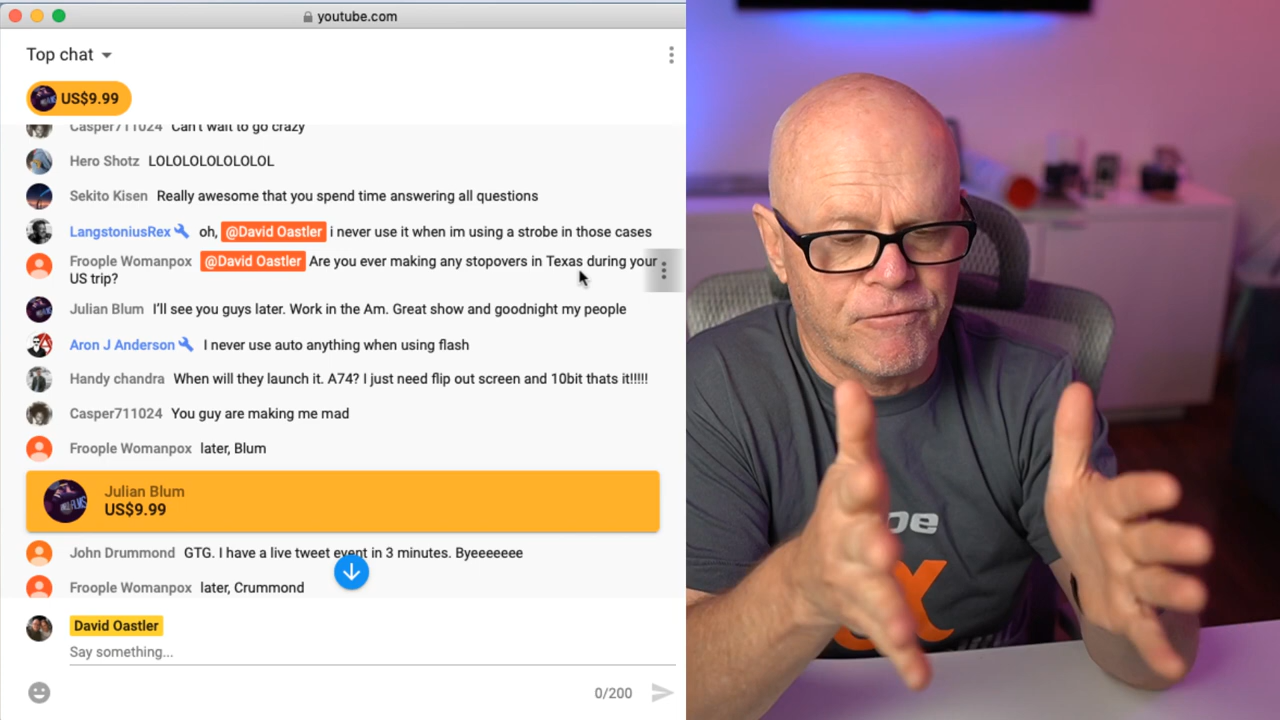 youtube.com
Top chat
US$9.99
Casper711024 Can't wait to go crazy
Hero Shotz LOLOLOLOLOLOLOL
Sekito Kisen Really awesome that you spend time answering all questions
LangstoniusRex oh, @David Oastler i never use it when im using a strobe in those cases
Froople Womanpox @David Oastler Are you ever making any stopovers in Texas during your
US trip?
Julian Blum I'll see you guys later. Work in the Am. Great show and goodnight my people
Aron J Anderson I never use auto anything when using flash
Handy chandra When will they launch it. A74? I just need flip out screen and 10bit thats it!!!!!
Casper711024 You guy are making me mad
Froople Womanpox later, Blum
Julian Blum
US$9.99
John Drummond GTG. I have a live tweet event in 3 minutes. Byeeeeeee
Froople Womanpox later, Crummond
David Oastler
Say something...
0/200